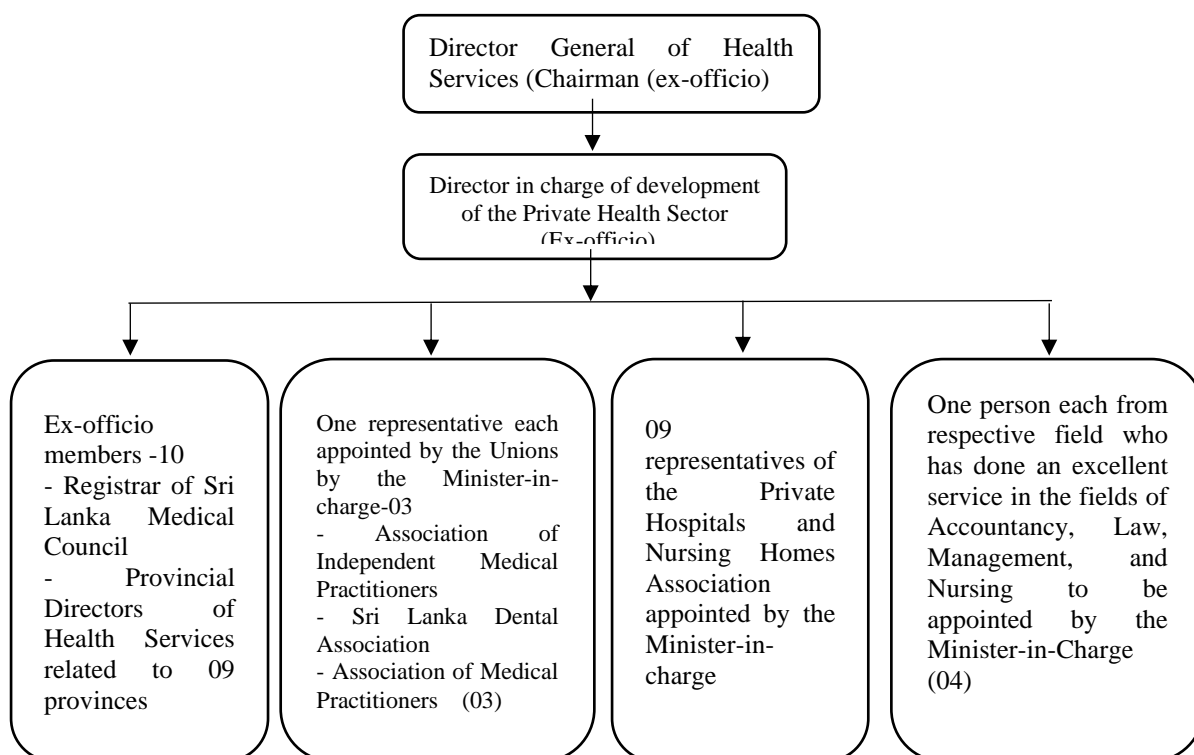 Director General of Health
Services (Chairman (ex-officio)
Director in charge of development
of the Private Health Sector
(Ex-officio)
Ex-officio
members -10
- Registrar of Sri
Lanka Medical
Council
- Provincial
Directors of
Health Services
related to 09
provinces
One representative each
appointed by the Unions
by the Minister-in-
charge-03
- Association of
Independent Medical
Practitioners
- Sri Lanka Dental
Association
- Association of Medical
Practitioners (03)
09
representatives of
the Private
Hospitals and
Nursing Homes
Association
appointed by the
Minister-in-
charge
One person each from
respective field who
has done an excellent
service in the fields of
Accountancy, Law,
Management, and
Nursing to be
appointed by the
Minister-in-Charge
(04)